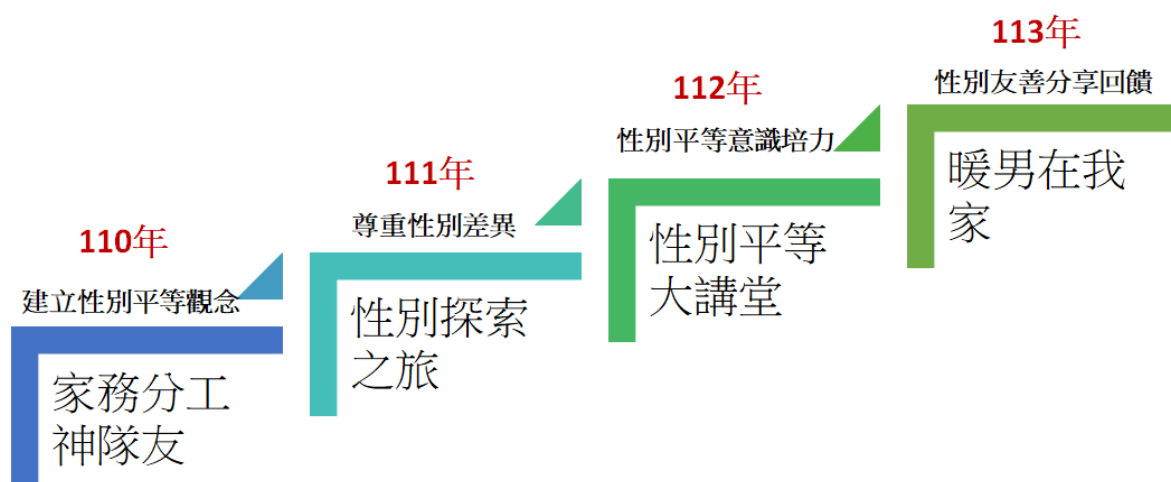 110年
建立性別平等觀念
家務分工
神隊友
111年
尊重性別差異
性別探索
之旅
112年
性別平等意識培力
性別平等
大講堂
113年
性別友善分享回饋
暖男在我
家